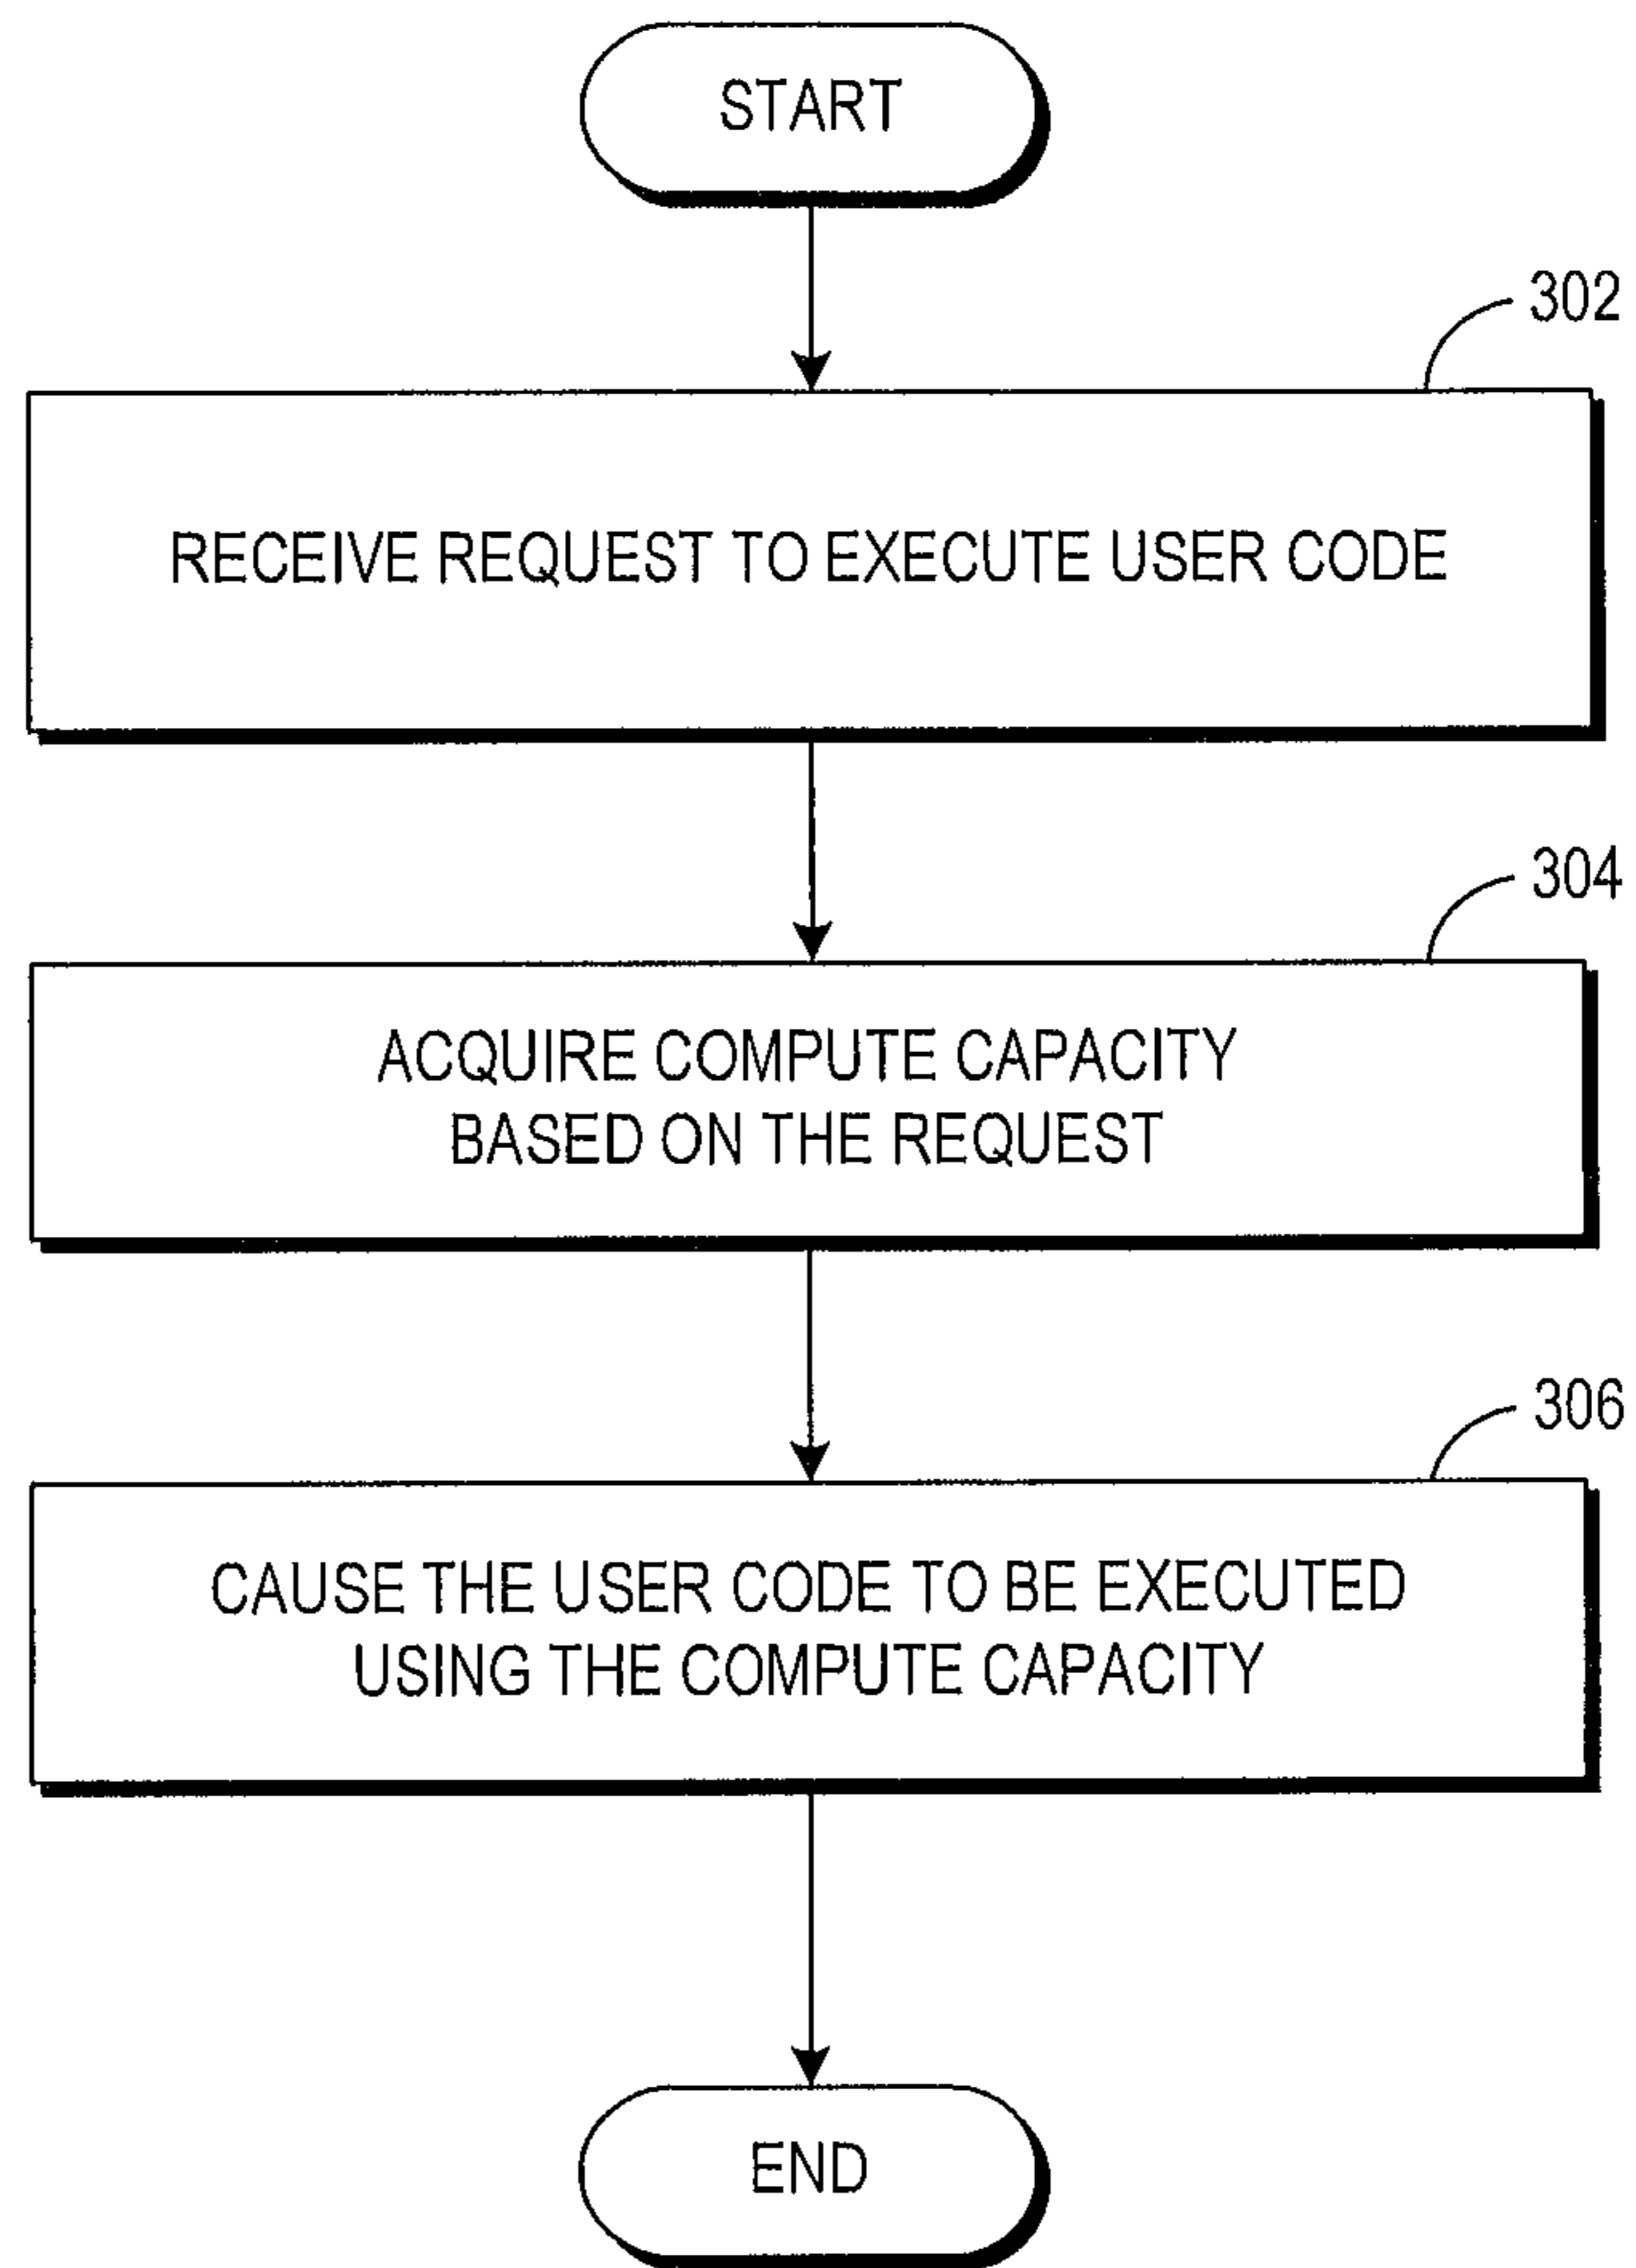 START
302
RECEIVE REQUEST TO EXECUTE USER CODE
304
ACQUIRE COMPUTE CAPACITY
BASED ON THE REQUEST
306
CAUSE THE USER CODE TO BE EXECUTED
USING THE COMPUTE CAPACITY
END